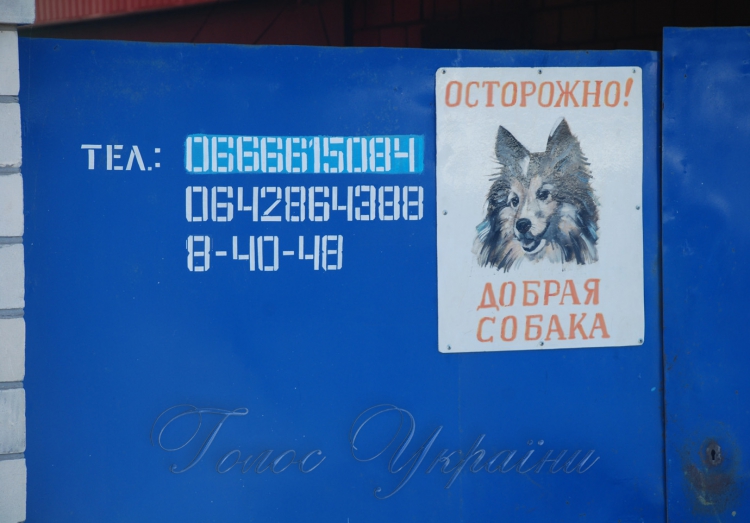 ТЕЛ.: 0666615084
0642864388
8-40-48
ОСТОРОЖНО!
ДОБРАЯ
СОБАКА
Голос України